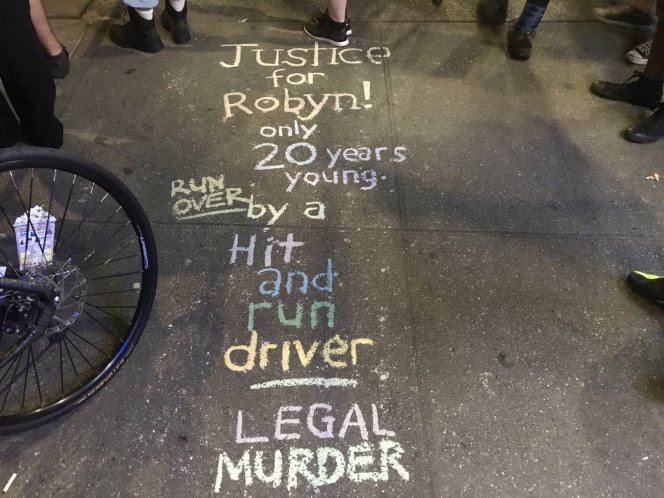 Justice
for
Robyn!
only
20 years
young.
RUN
OVER
by a
Hit
and
run
driver
LEGAL
MURDER